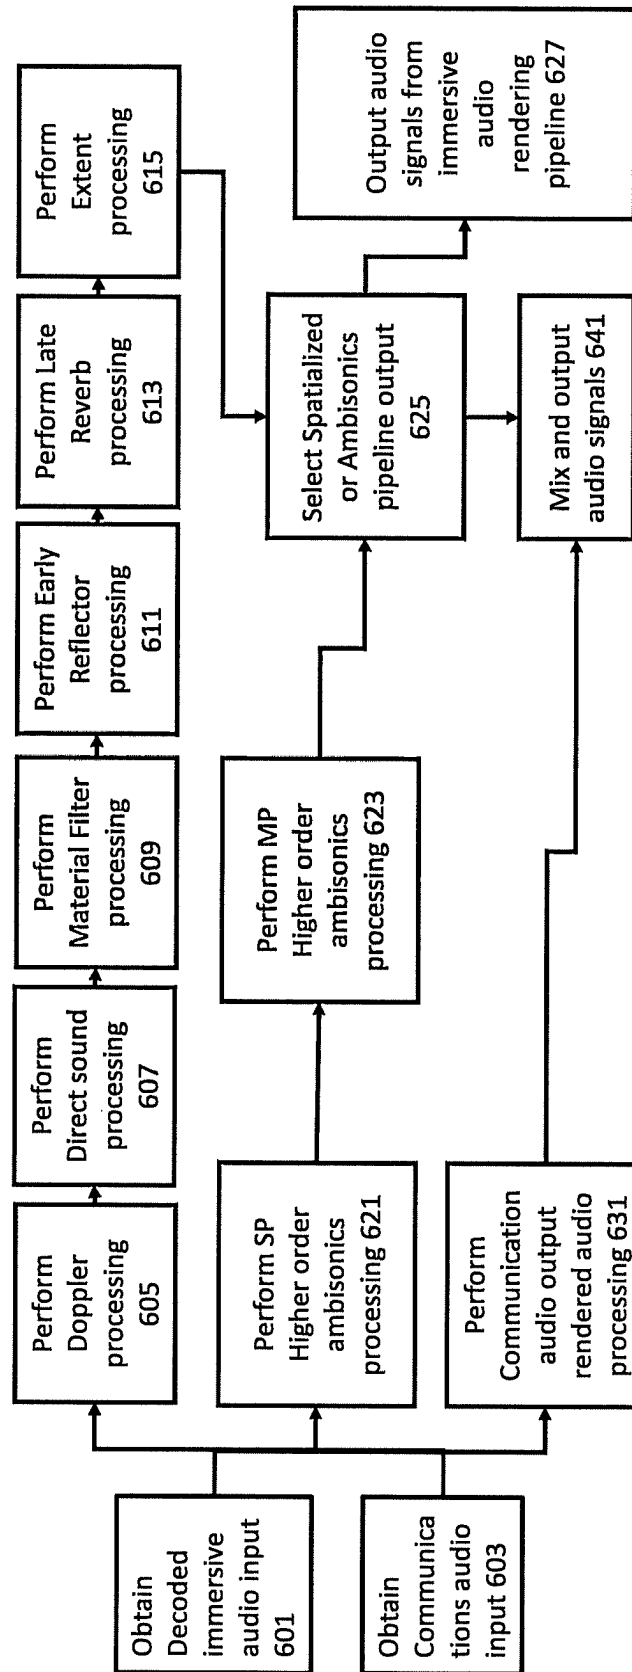 Obtain
Decoded
immersive
audio input
601
Obtain
Communica
tions audio
input 603
Perform
Doppler
processing
605
Perform
Direct sound
processing
607
Perform
Material Filter
processing
609
Perform Early
Reflector
processing
611
Perform Late
Reverb
processing
613
Perform
Extent
processing
615
Perform SP
Higher order
ambisonics
processing 621
Perform MP
Higher order
ambisonics
processing 623
Select Spatialized
or Ambisonics
pipeline output
625
Output audio
signals from
immersive
audio
rendering
pipeline 627
Perform
Communication
audio output
rendered audio
processing 631
Mix and output
audio signals 641